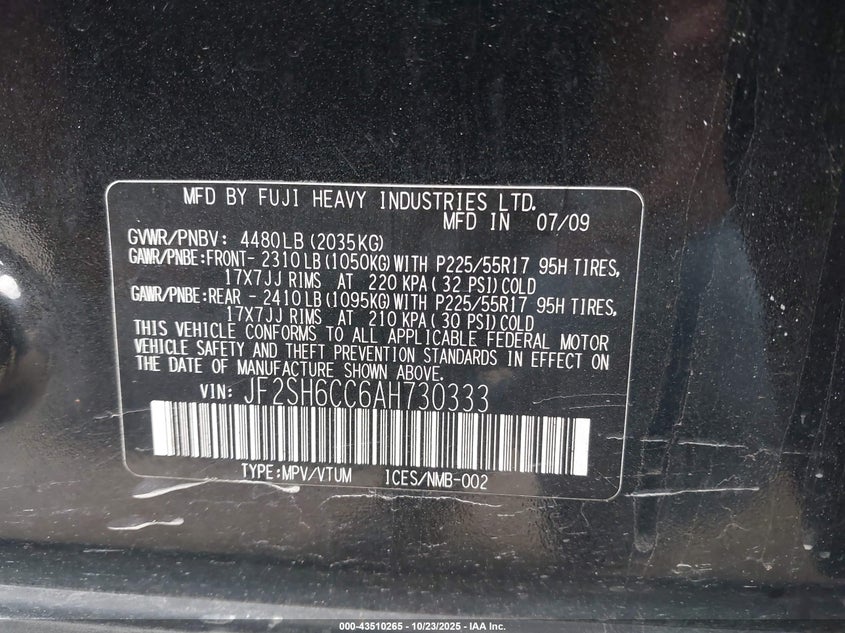 MFD BY FUJI HEAVY INDUSTRIES LTD.
MFD IN 07/09
GVWR/PNBV: 4480LB (2035KG)
GAWR/PNBE:FRONT- 2310LB (1050KG) WITH P225/55R17 95H TIRES,
17X7JJ RIMS AT 220 KPA (32 PSI) COLD
GAWR/PNBE:REAR - 2410LB (1095KG) WITH P225/55R17 95H TIRES,
17X7JJ RIMS AT 210 KPA (30 PSI) COLD
THIS VEHICLE CONFORMS TO ALL APPLICABLE FEDERAL MOTOR
VEHICLE SAFETY AND THEFT PREVENTION STANDARDS IN EFFECT ON
THE DATE OF MANUFACTURE SHOWN ABOVE.
VIN: JF2SH6CC6AH730333
TYPE:MPV/VTUM ICES/NMB-002
000-43510265 - 10/23/2025 - IAA Inc.